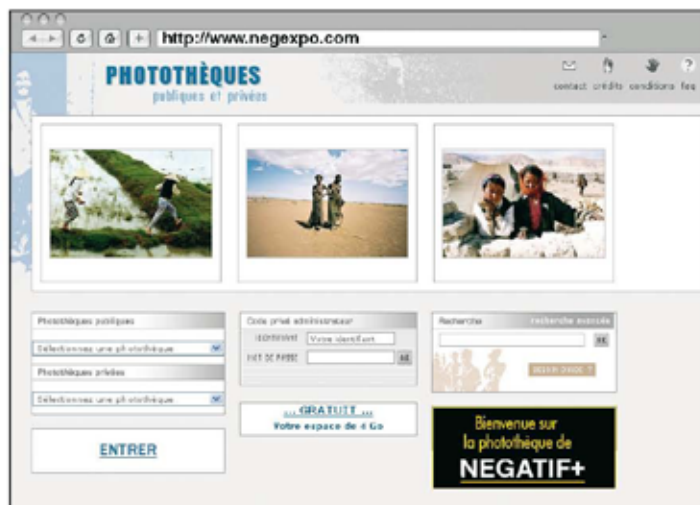 http://www.negexpo.com
PHOTOTHÈQUES
publiques et privées
contact crédits conditions faq
Photothèques publiques
Sélectionnez une photothèque
Photothèques privées
Sélectionnez une photothèque
ENTRER
Code privé administrateur
IDENTIFIANT Votre identifiant
MOT DE PASSE
... GRATUIT ...
Votre espace de 4 Go
Recherche recherche avancée
Bienvenue sur
la photothèque de
NEGATIF+